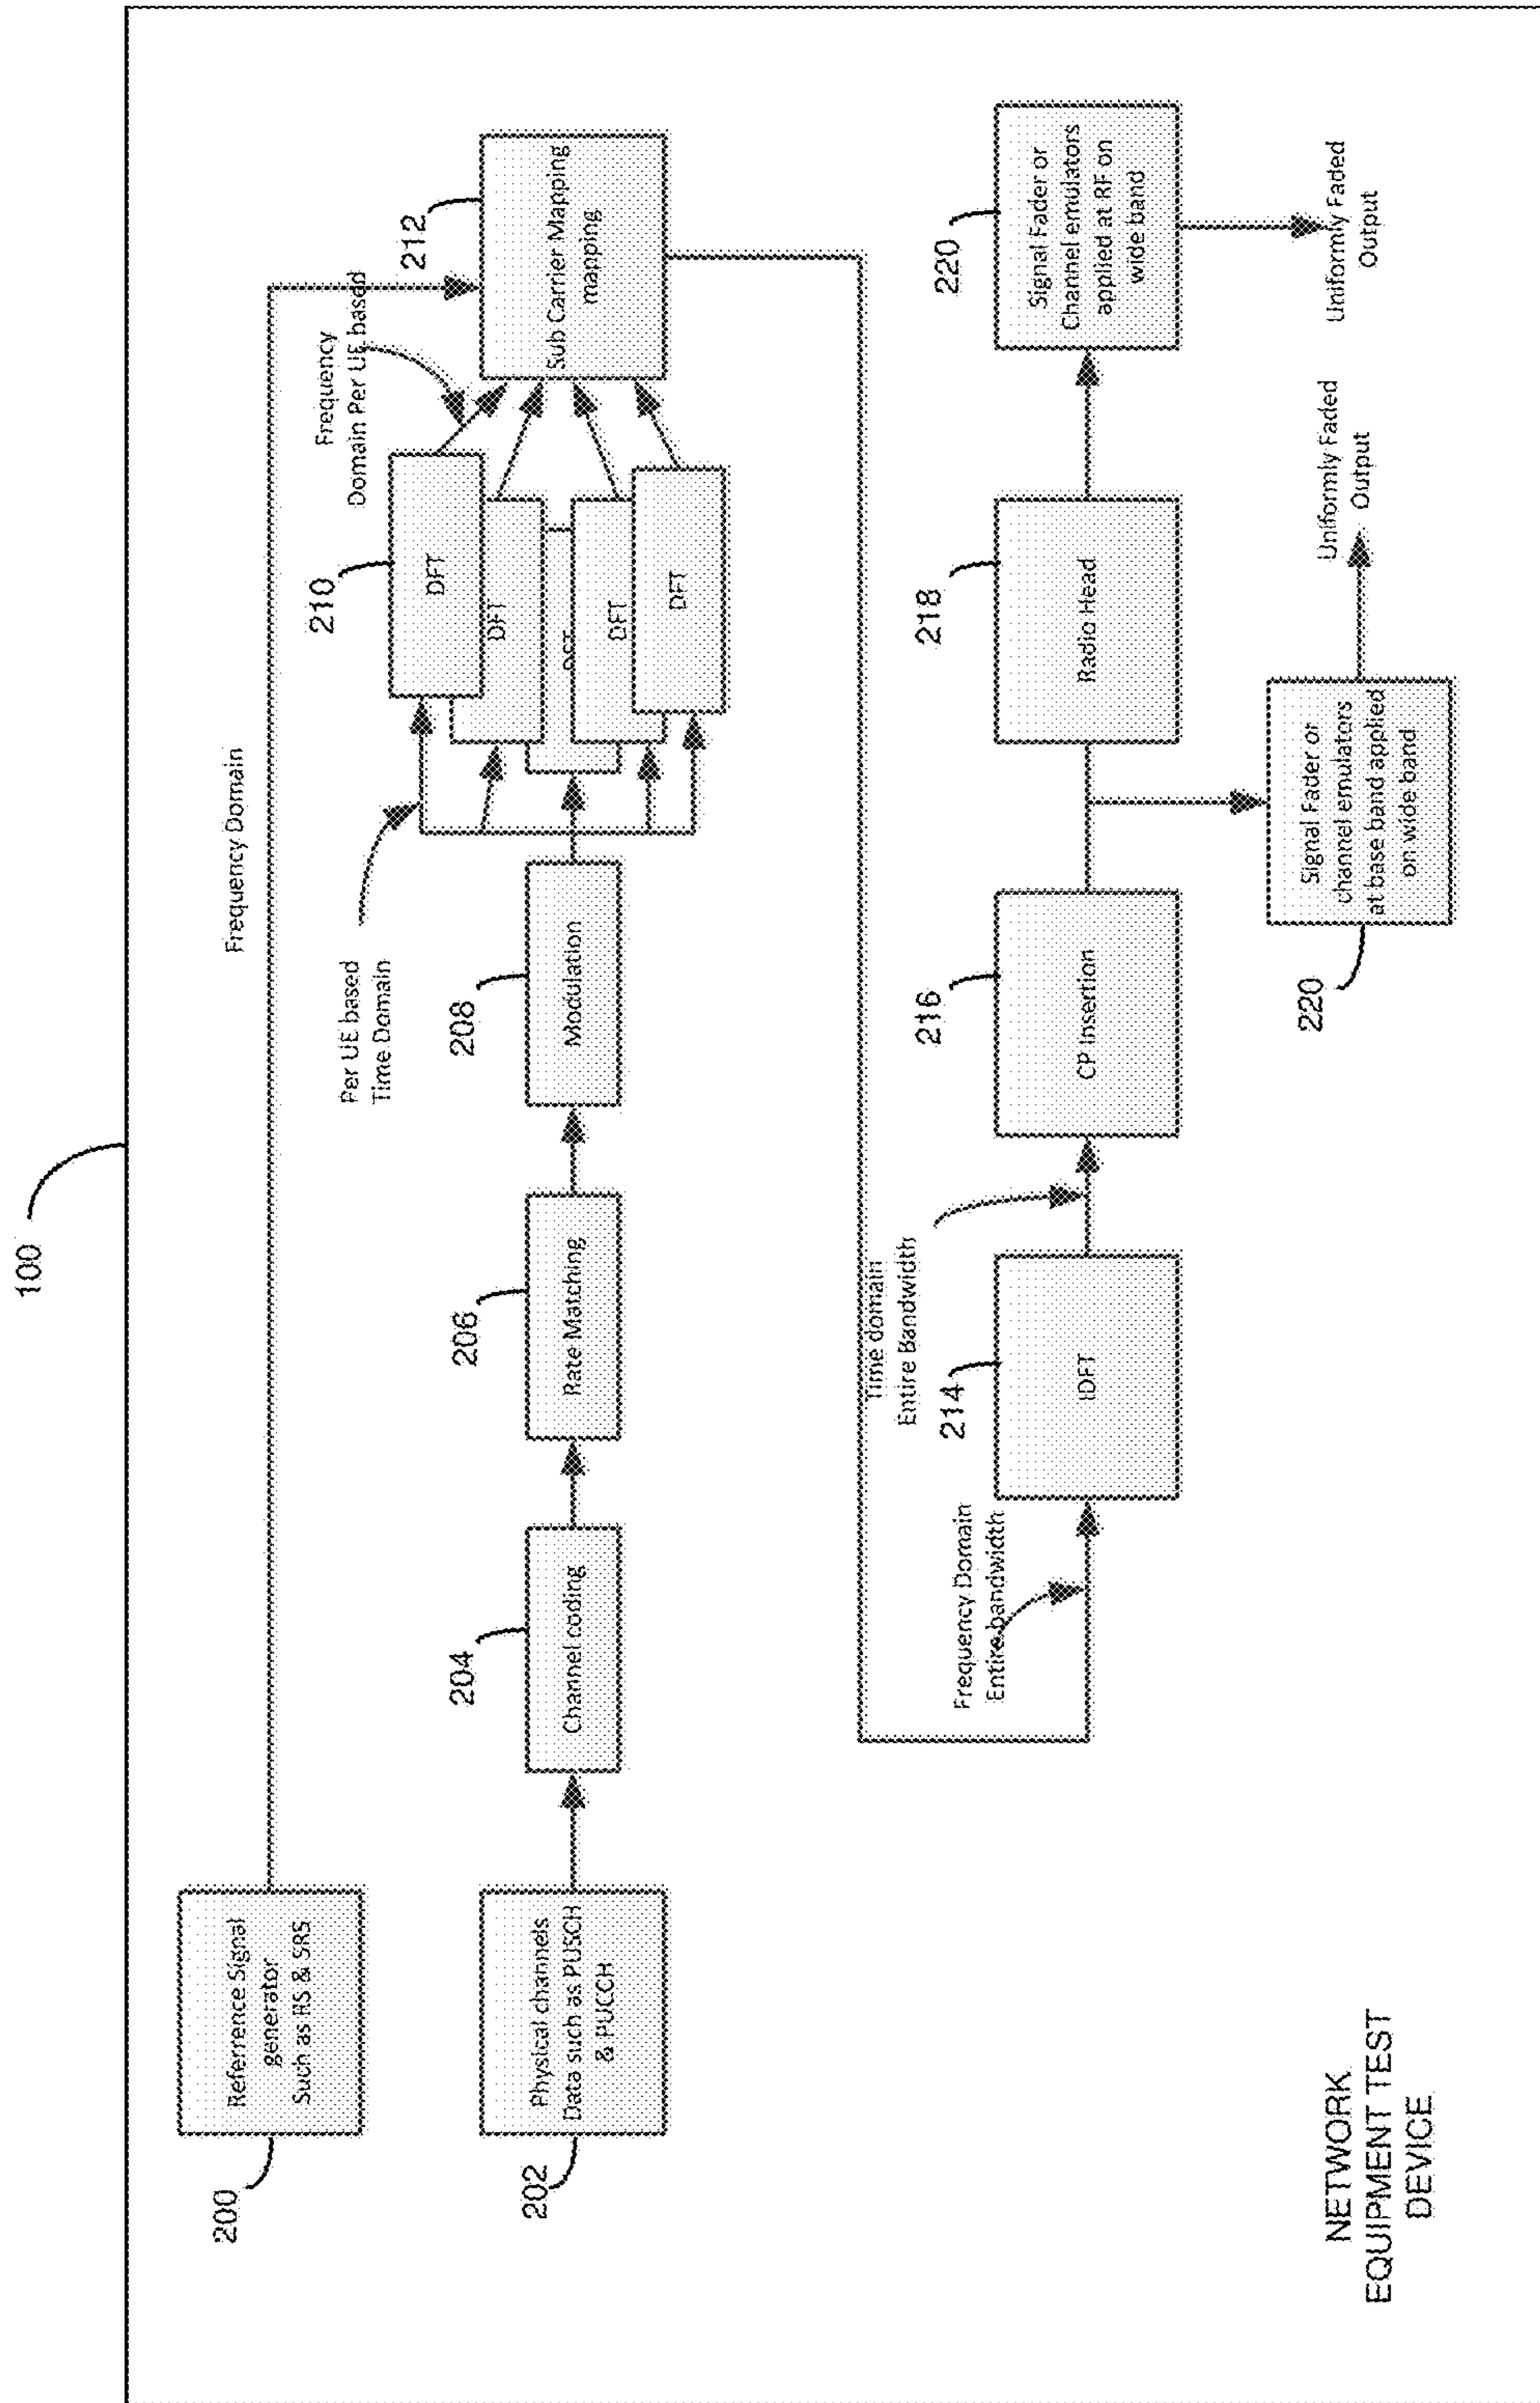 100
200
Referrence Signal
generator
Such as RS & SRS
Frequency Domain
202
Physical channels
Data such as PUSCH
& PUCCH
204
Channel coding
206
Rate Matching
208
Modulation
Per UE based
Time Domain
210
DFT
DFT
DFT
DFT
Frequency
Domain Per UE based
212
Sub Carrier Mapping
mapping
Frequency Domain
Entire bandwidth
214
IDFT
Time domain
Entire Bandwidth
216
CP Insertion
218
Radio Head
220
Signal Fader or
Channel emulators
applied at RF on
wide band
Uniformly Faded
Output
220
Signal Fader or
channel emulators
at base band applied
on wide band
Uniformly Faded
Output
NETWORK
EQUIPMENT TEST
DEVICE